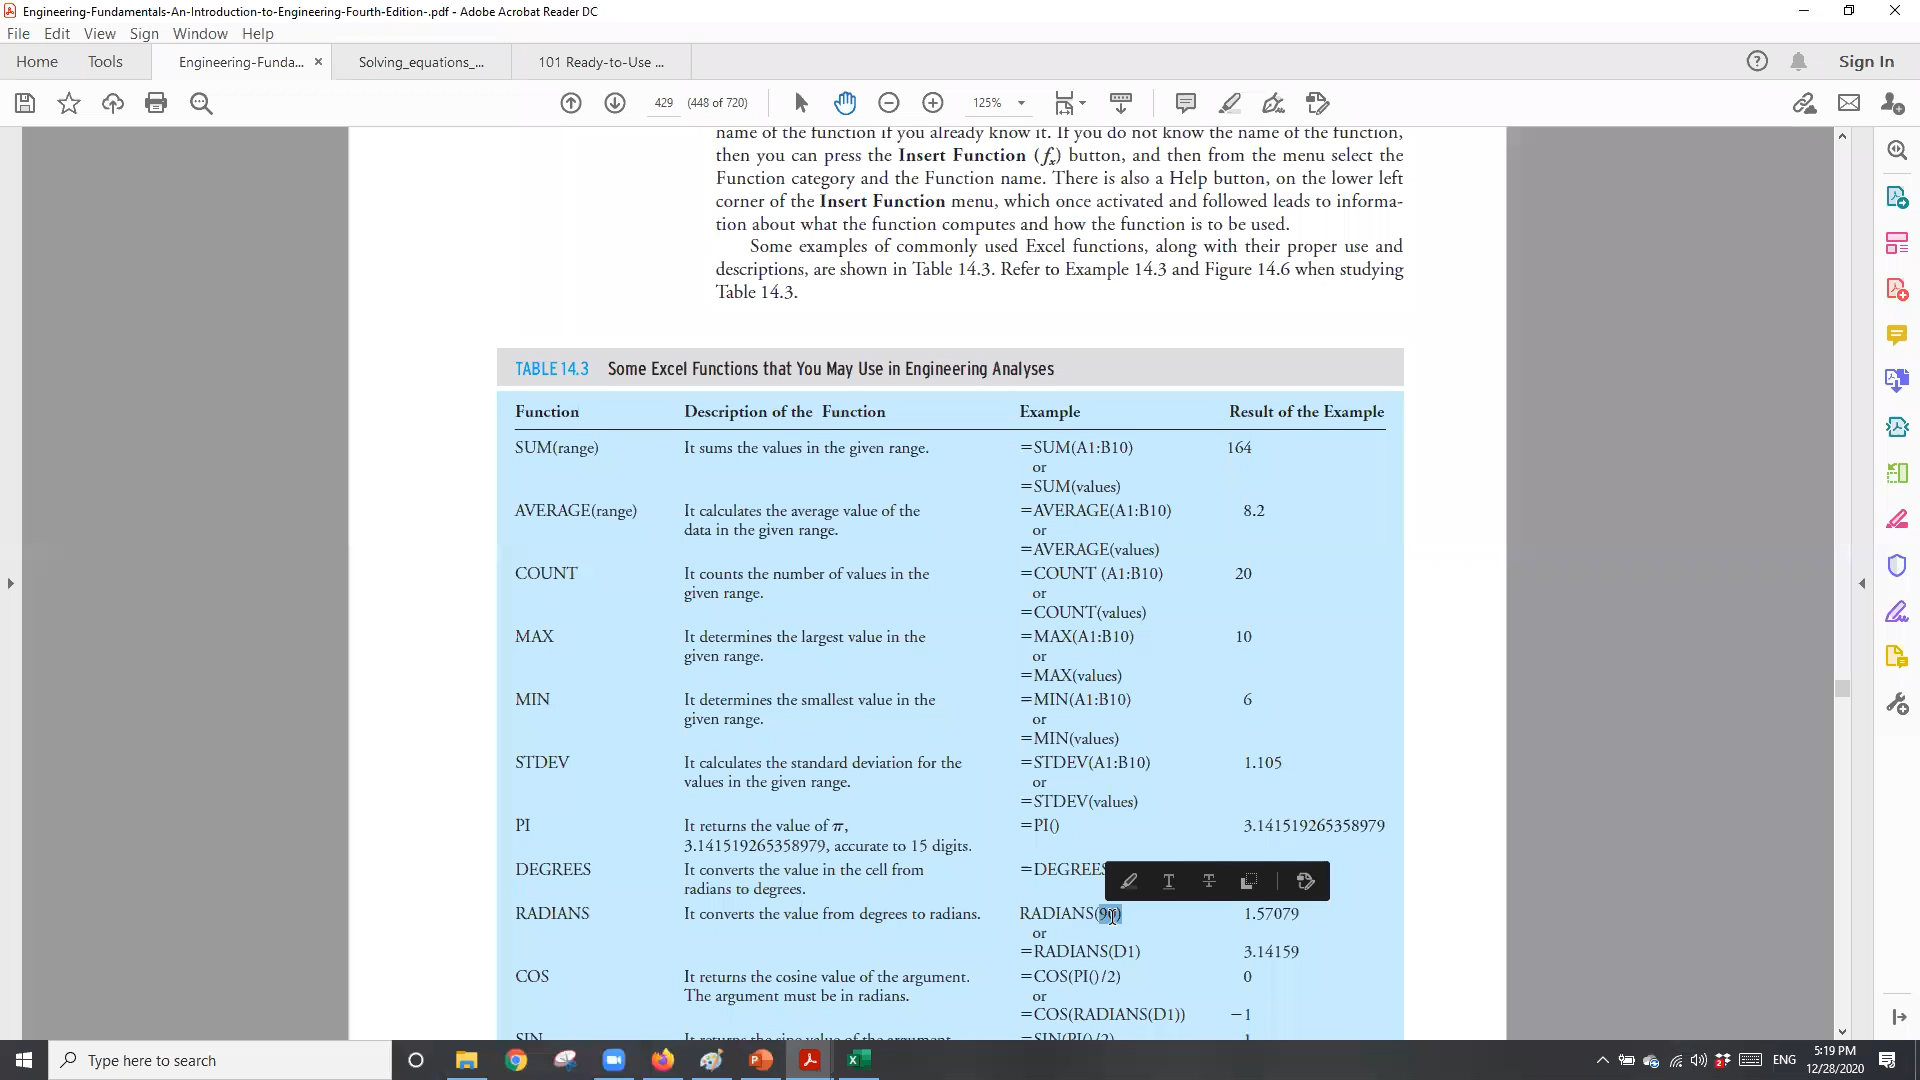 Engineering-Fundamentals-An-Introduction-to-Engineering-Fourth-Edition-.pdf - Adobe Acrobat Reader DC
File Edit View Sign Window Help
Home Tools Engineering-Funda... × Solving_equations_... 101 Ready-to-Use ... Sign In
429 (448 of 720) 125%
name of the function if you already know it. If you do not know the name of the function,
then you can press the Insert Function (fx) button, and then from the menu select the
Function category and the Function name. There is also a Help button, on the lower left
corner of the Insert Function menu, which once activated and followed leads to informa-
tion about what the function computes and how the function is to be used.
Some examples of commonly used Excel functions, along with their proper use and
descriptions, are shown in Table 14.3. Refer to Example 14.3 and Figure 14.6 when studying
Table 14.3.
TABLE 14.3 Some Excel Functions that You May Use in Engineering Analyses
Function Description of the Function Example Result of the Example
SUM(range) It sums the values in the given range. =SUM(A1:B10) 164
or
=SUM(values)
AVERAGE(range) It calculates the average value of the =AVERAGE(A1:B10) 8.2
data in the given range. or
=AVERAGE(values)
COUNT It counts the number of values in the =COUNT (A1:B10) 20
given range. or
=COUNT(values)
MAX It determines the largest value in the =MAX(A1:B10) 10
given range. or
=MAX(values)
MIN It determines the smallest value in the =MIN(A1:B10) 6
given range. or
=MIN(values)
STDEV It calculates the standard deviation for the =STDEV(A1:B10) 1.105
values in the given range. or
=STDEV(values)
PI It returns the value of π, =PI() 3.141519265358979
3.141519265358979, accurate to 15 digits.
DEGREES It converts the value in the cell from =DEGREES
radians to degrees.
RADIANS It converts the value from degrees to radians. RADIANS(90) 1.57079
or
=RADIANS(D1) 3.14159
COS It returns the cosine value of the argument. =COS(PI()/2) 0
The argument must be in radians. or
=COS(RADIANS(D1)) −1
SIN It returns the sine value of the argument. =SIN(PI()/2) 1
Type here to search ENG 5:19 PM
12/28/2020